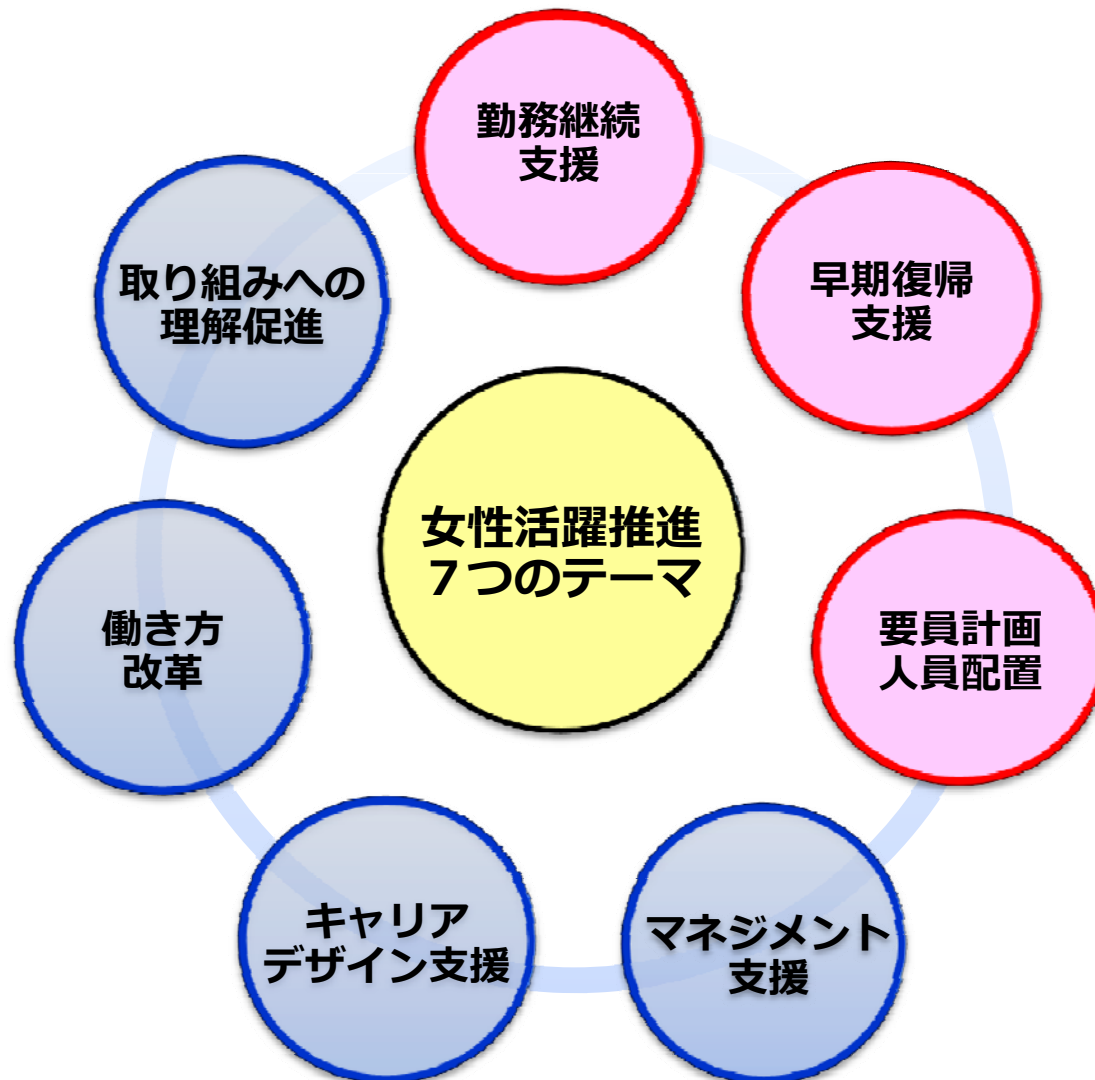 勤務継続
支援
早期復帰
支援
要員計画
人員配置
マネジメント
支援
キャリア
デザイン支援
働き方
改革
取り組みへの
理解促進
女性活躍推進
７つのテーマ